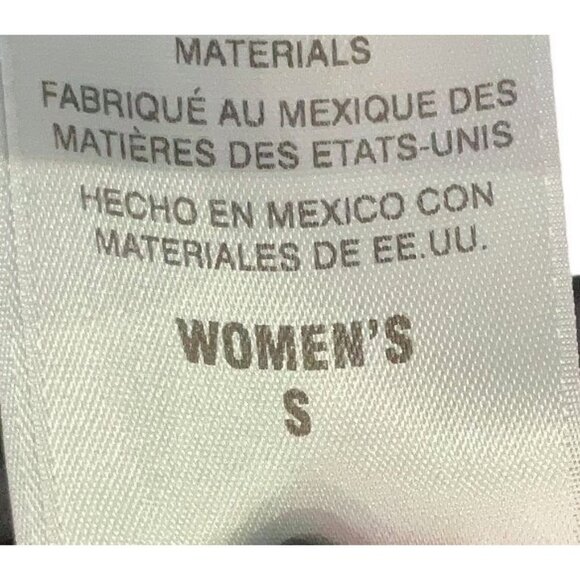 MATERIALS
FABRIQUÉ AU MEXIQUE DES
MATIÈRES DES ETATS-UNIS
HECHO EN MEXICO CON
MATERIALES DE EE.UU.
WOMEN'S
S